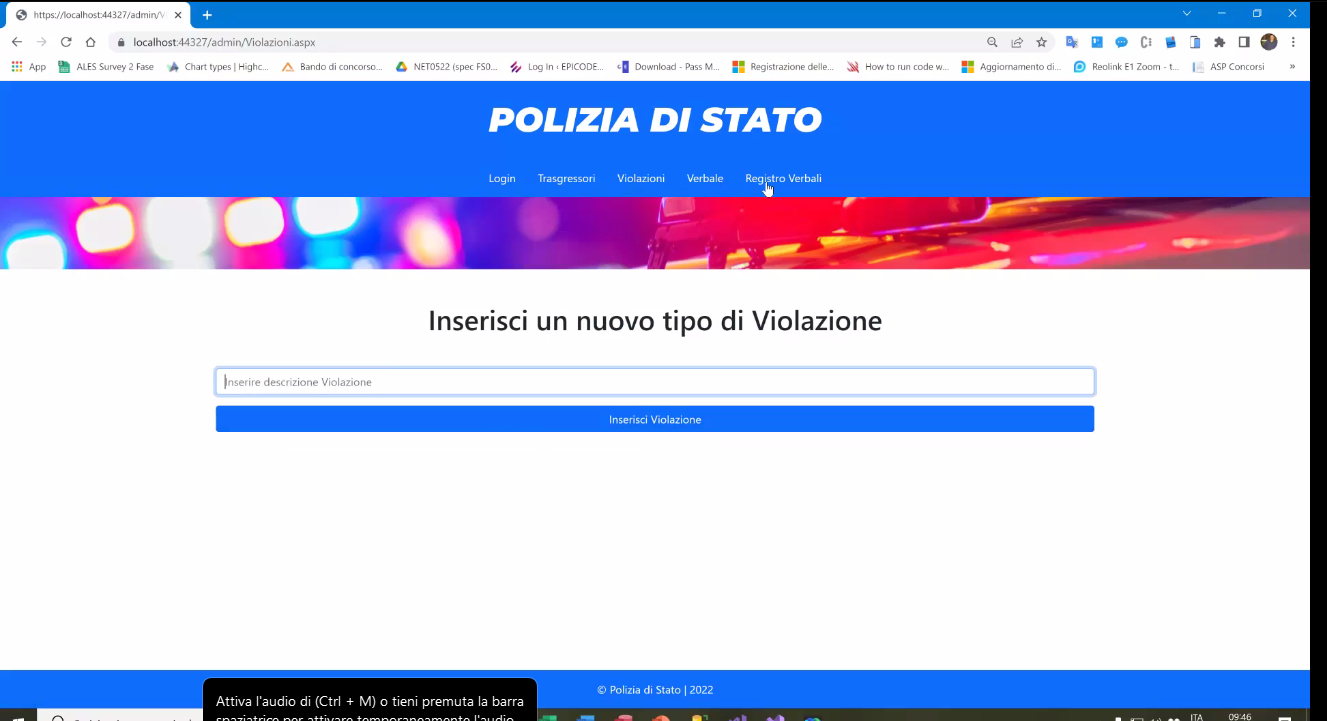 https://localhost:44327/admin/V
localhost:44327/admin/Violazioni.aspx
App ALES Survey 2 Fase Chart types | Highc... Bando di concorso... NET0522 (spec FS0... Log In ‹ EPICODE... Download - Pass M... Registrazione delle... How to run code w... Aggiornamento di... Reolink E1 Zoom - t... ASP Concorsi »
POLIZIA DI STATO
Login Trasgressori Violazioni Verbale Registro Verbali
Inserisci un nuovo tipo di Violazione
Inserire descrizione Violazione
Inserisci Violazione
© Polizia di Stato | 2022
Attiva l'audio di (Ctrl + M) o tieni premuta la barra
spaziatrice per attivare temporaneamente l'audio
ITA
09:46